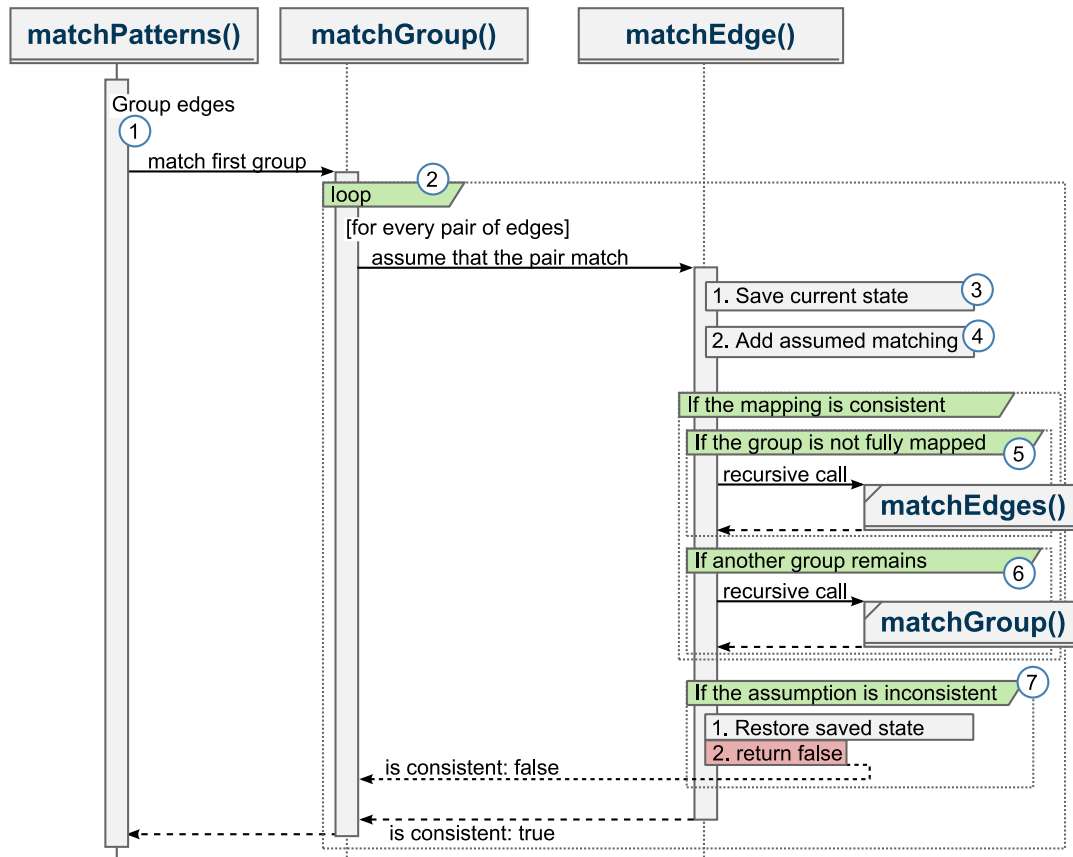 matchPatterns()
matchGroup()
matchEdge()
Group edges
1
match first group
loop
2
[for every pair of edges]
assume that the pair match
1. Save current state
3
2. Add assumed matching
4
If the mapping is consistent
If the group is not fully mapped
5
recursive call
matchEdges()
If another group remains
6
recursive call
matchGroup()
If the assumption is inconsistent
7
1. Restore saved state
2. return false
is consistent: false
is consistent: true